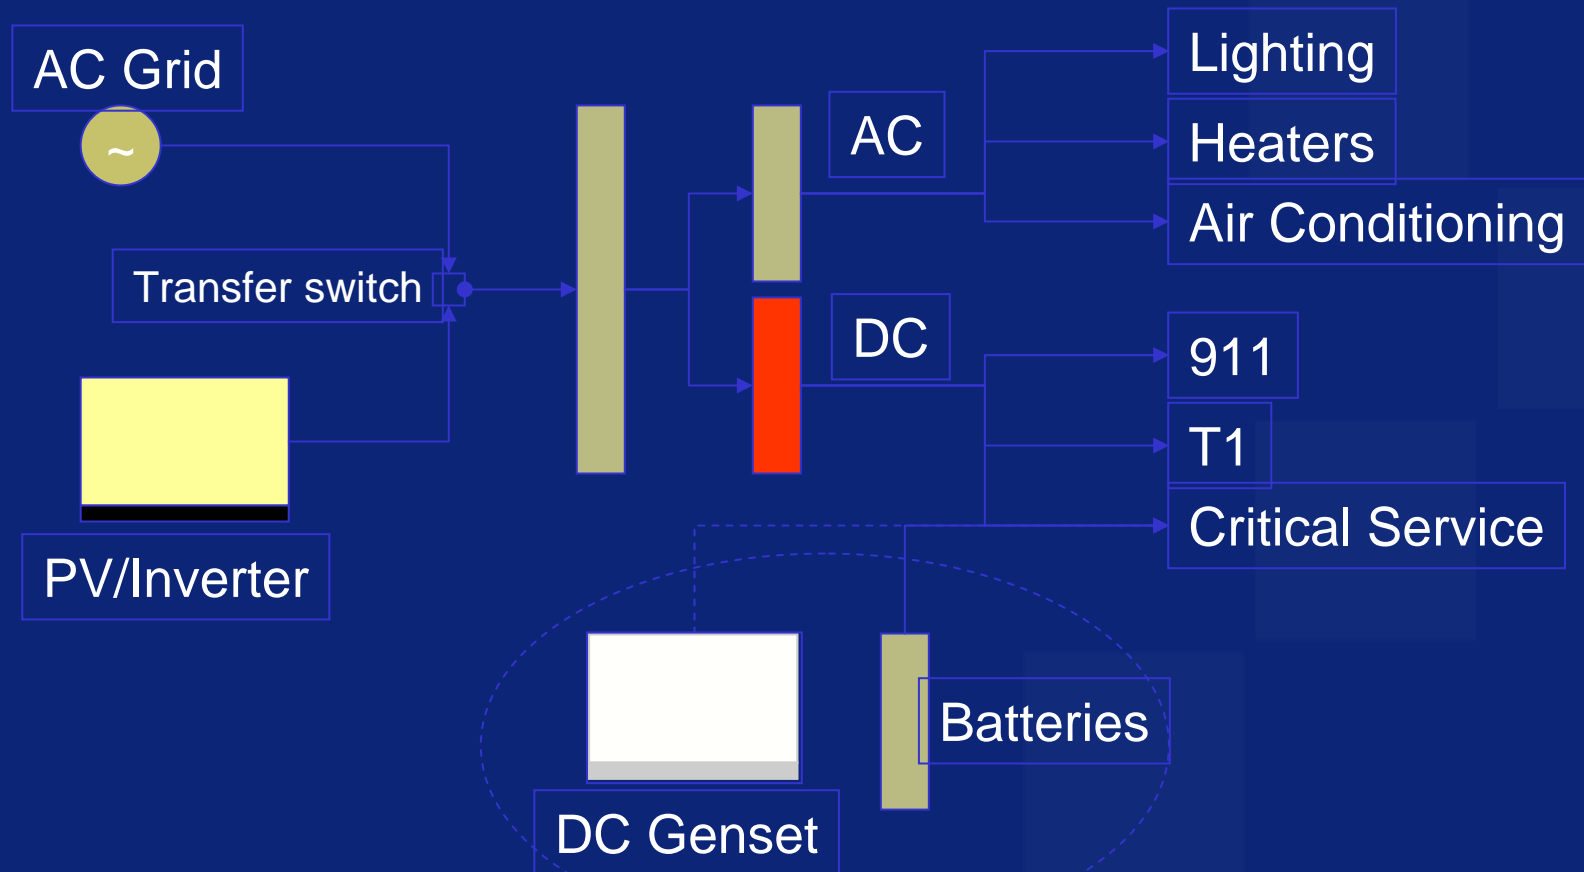 AC Grid
~
Transfer switch
PV/Inverter
AC
DC
Lighting
Heaters
Air Conditioning
911
T1
Critical Service
DC Genset
Batteries